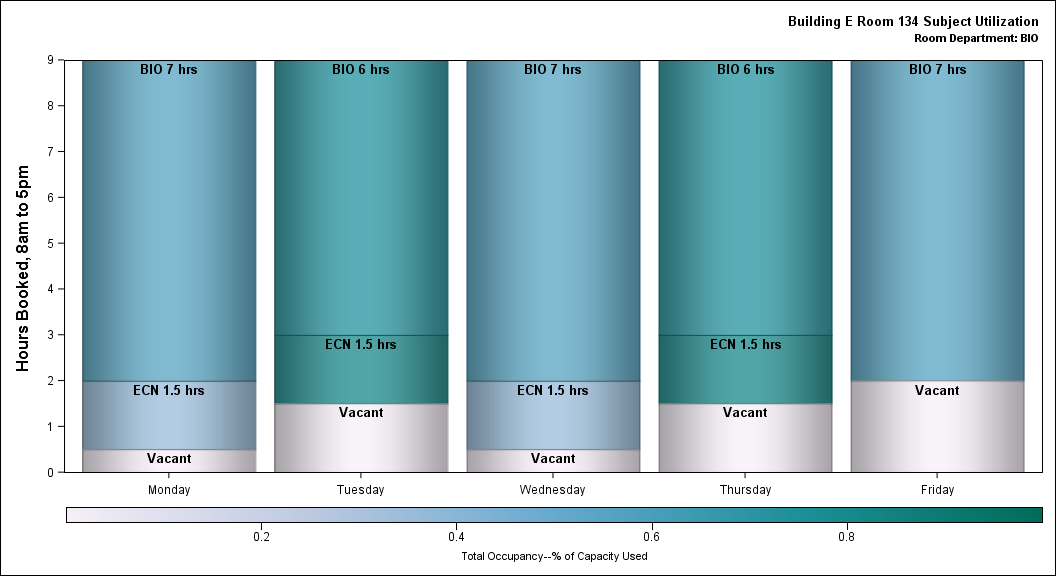 Building E Room 134 Subject Utilization
Room Department: BIO
Hours Booked, 8am to 5pm
9
8
7
6
5
4
3
2
1
0
BIO 7 hrs
ECN 1.5 hrs
Vacant
BIO 6 hrs
ECN 1.5 hrs
Vacant
BIO 7 hrs
ECN 1.5 hrs
Vacant
BIO 6 hrs
ECN 1.5 hrs
Vacant
BIO 7 hrs
Vacant
Monday Tuesday Wednesday Thursday Friday
0.2 0.4 0.6 0.8
Total Occupancy--% of Capacity Used